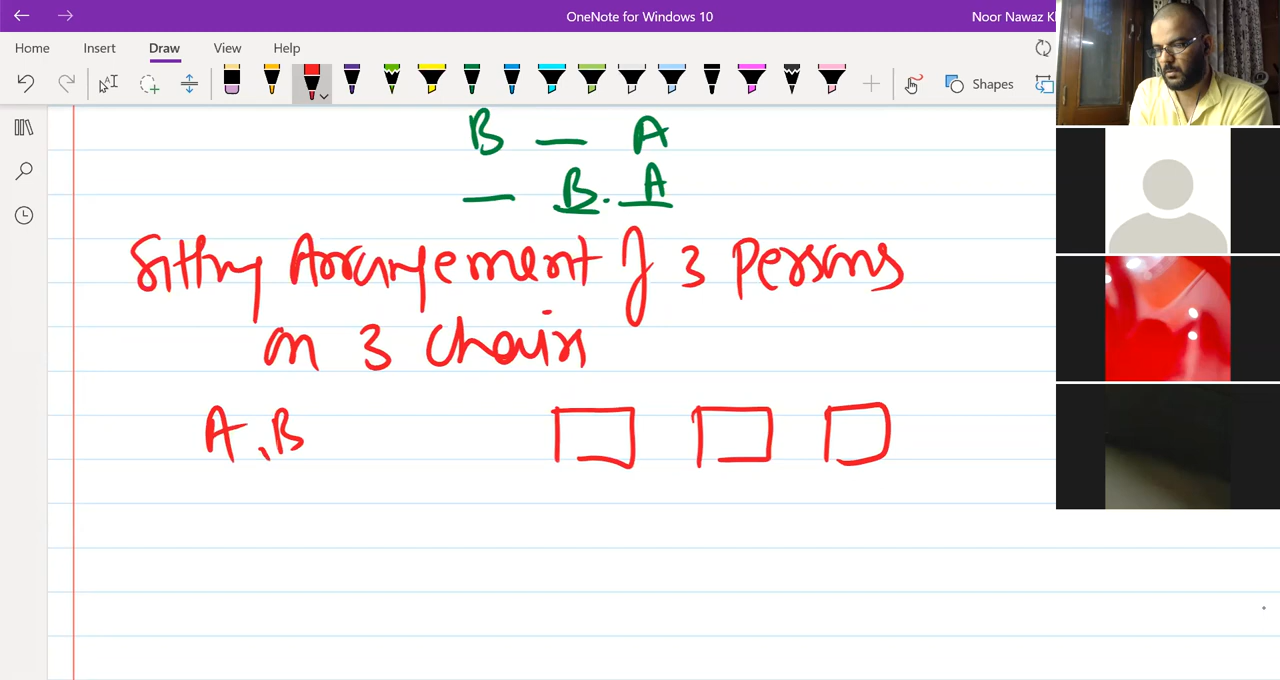 OneNote for Windows 10
Noor Nawaz Kh
Home Insert Draw View Help
Shapes
B — A
— B. A
Sitting Arrangement of 3 Persons
on 3 chairs
A, B